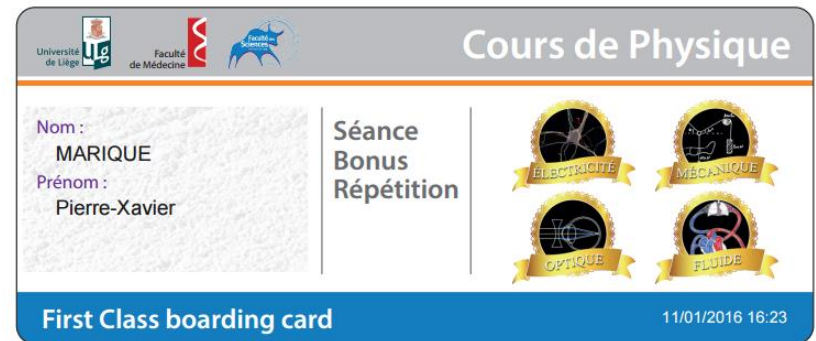 Université
de Liège
Faculté
de Médecine
Faculté des
Sciences
Cours de Physique
Nom :
MARIQUE
Prénom :
Pierre-Xavier
Séance
Bonus
Répétition
ÉLECTRICITÉ
MÉCANIQUE
OPTIQUE
FLUIDE
First Class boarding card
11/01/2016 16:23